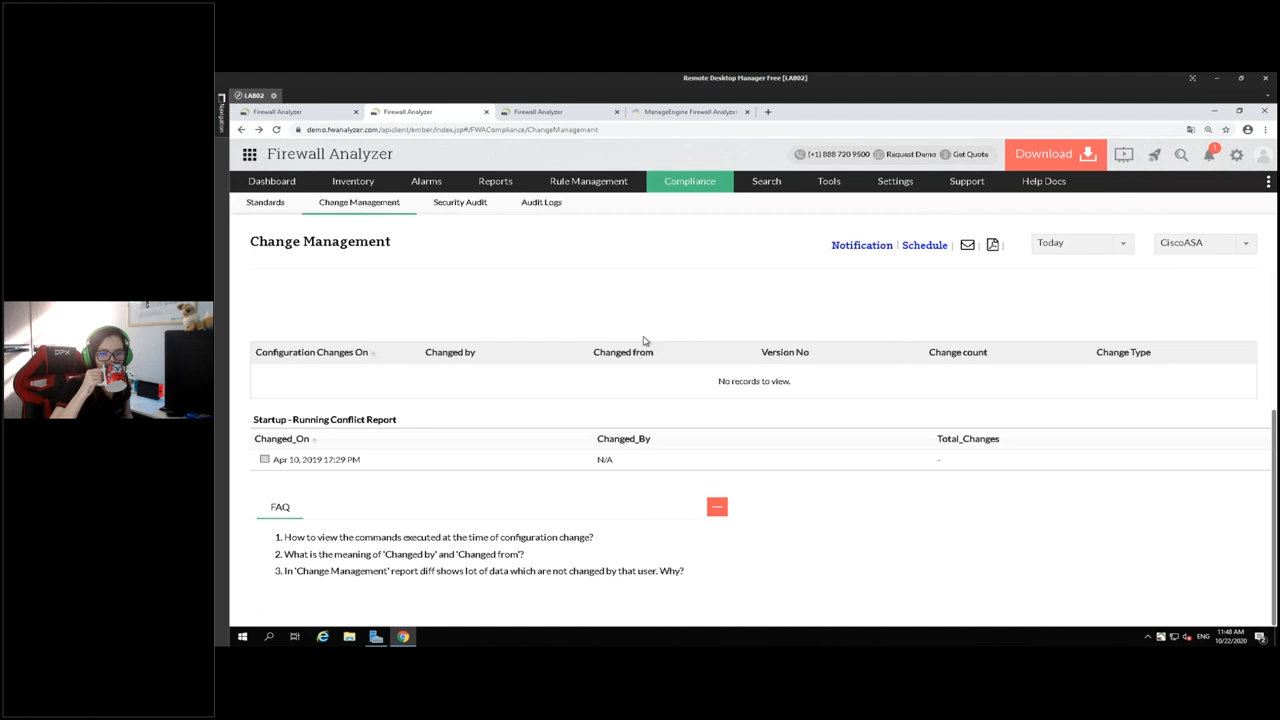 Remote Desktop Manager Free [LAB02]
LAB02
Navigation
Firewall Analyzer
Firewall Analyzer
Firewall Analyzer
ManageEngine Firewall Analyzer
demo.fwanalyzer.com/apiclient/ember/index.jsp#/FWACompliance/ChangeManagement
Firewall Analyzer
(+1) 888 720 9500
Request Demo
Get Quote
Download
1
Dashboard
Inventory
Alarms
Reports
Rule Management
Compliance
Search
Tools
Settings
Support
Help Docs
Standards
Change Management
Security Audit
Audit Logs
Change Management
Notification | Schedule
Today
CiscoASA
Configuration Changes On
Changed by
Changed from
Version No
Change count
Change Type
No records to view.
Startup - Running Conflict Report
Changed_On
Changed_By
Total_Changes
Apr 10, 2019 17:29 PM
N/A
-
FAQ
1. How to view the commands executed at the time of configuration change?
2. What is the meaning of 'Changed by' and 'Changed from'?
3. In 'Change Management' report diff shows lot of data which are not changed by that user. Why?
ENG
11:48 AM
10/22/2020
DPX